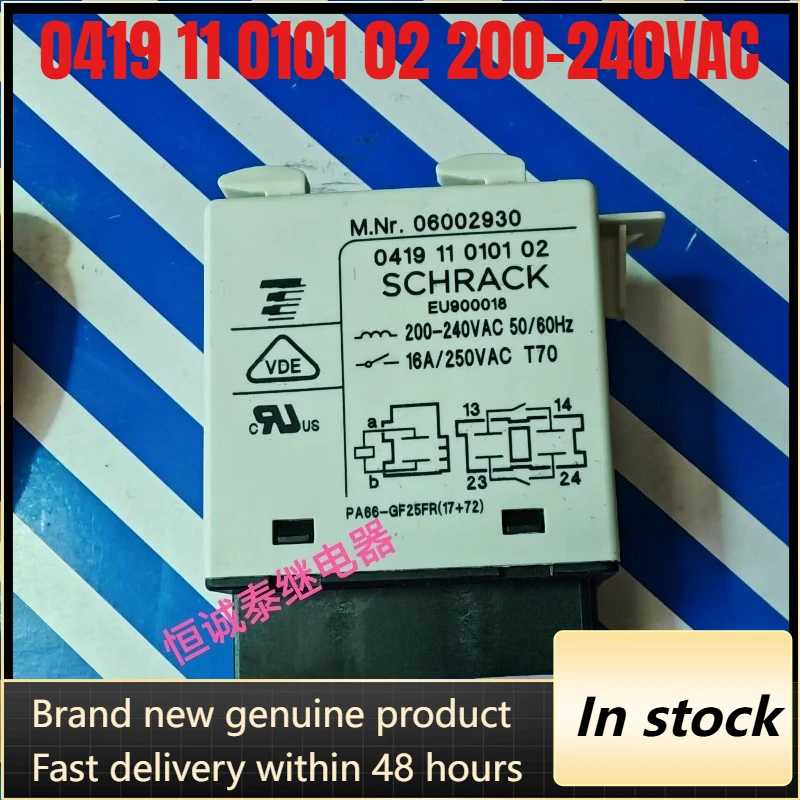 0419 11 0101 02 200-240VAC
M.Nr. 06002930
0419 11 0101 02
SCHRACK
EU900018
200-240VAC 50/60Hz
16A/250VAC T70
VDE
c RU US
a
b
13
14
23
24
PA66-GF25FR(17+72)
恒诚泰继电器
Brand new genuine product
Fast delivery within 48 hours
In stock